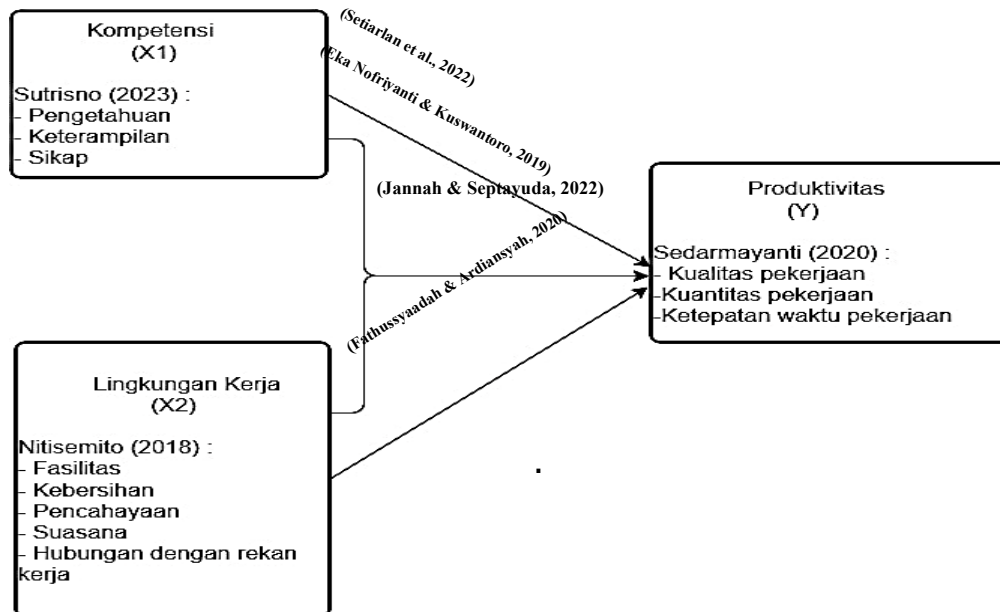 Kompetensi
(X1)
Sutrisno (2023) :
- Pengetahuan
- Keterampilan
- Sikap
(Setiarlan et al., 2022)
(Eka Nofriyanti & Kuswantoro, 2019)
(Jannah & Septayuda, 2022)
(Fathussyaadah & Ardiansyah, 2020)
Produktivitas
(Y)
Sedarmayanti (2020) :
- Kualitas pekerjaan
-Kuantitas pekerjaan
-Ketepatan waktu pekerjaan
Lingkungan Kerja
(X2)
Nitisemito (2018) :
- Fasilitas
- Kebersihan
- Pencahayaan
- Suasana
- Hubungan dengan rekan
kerja